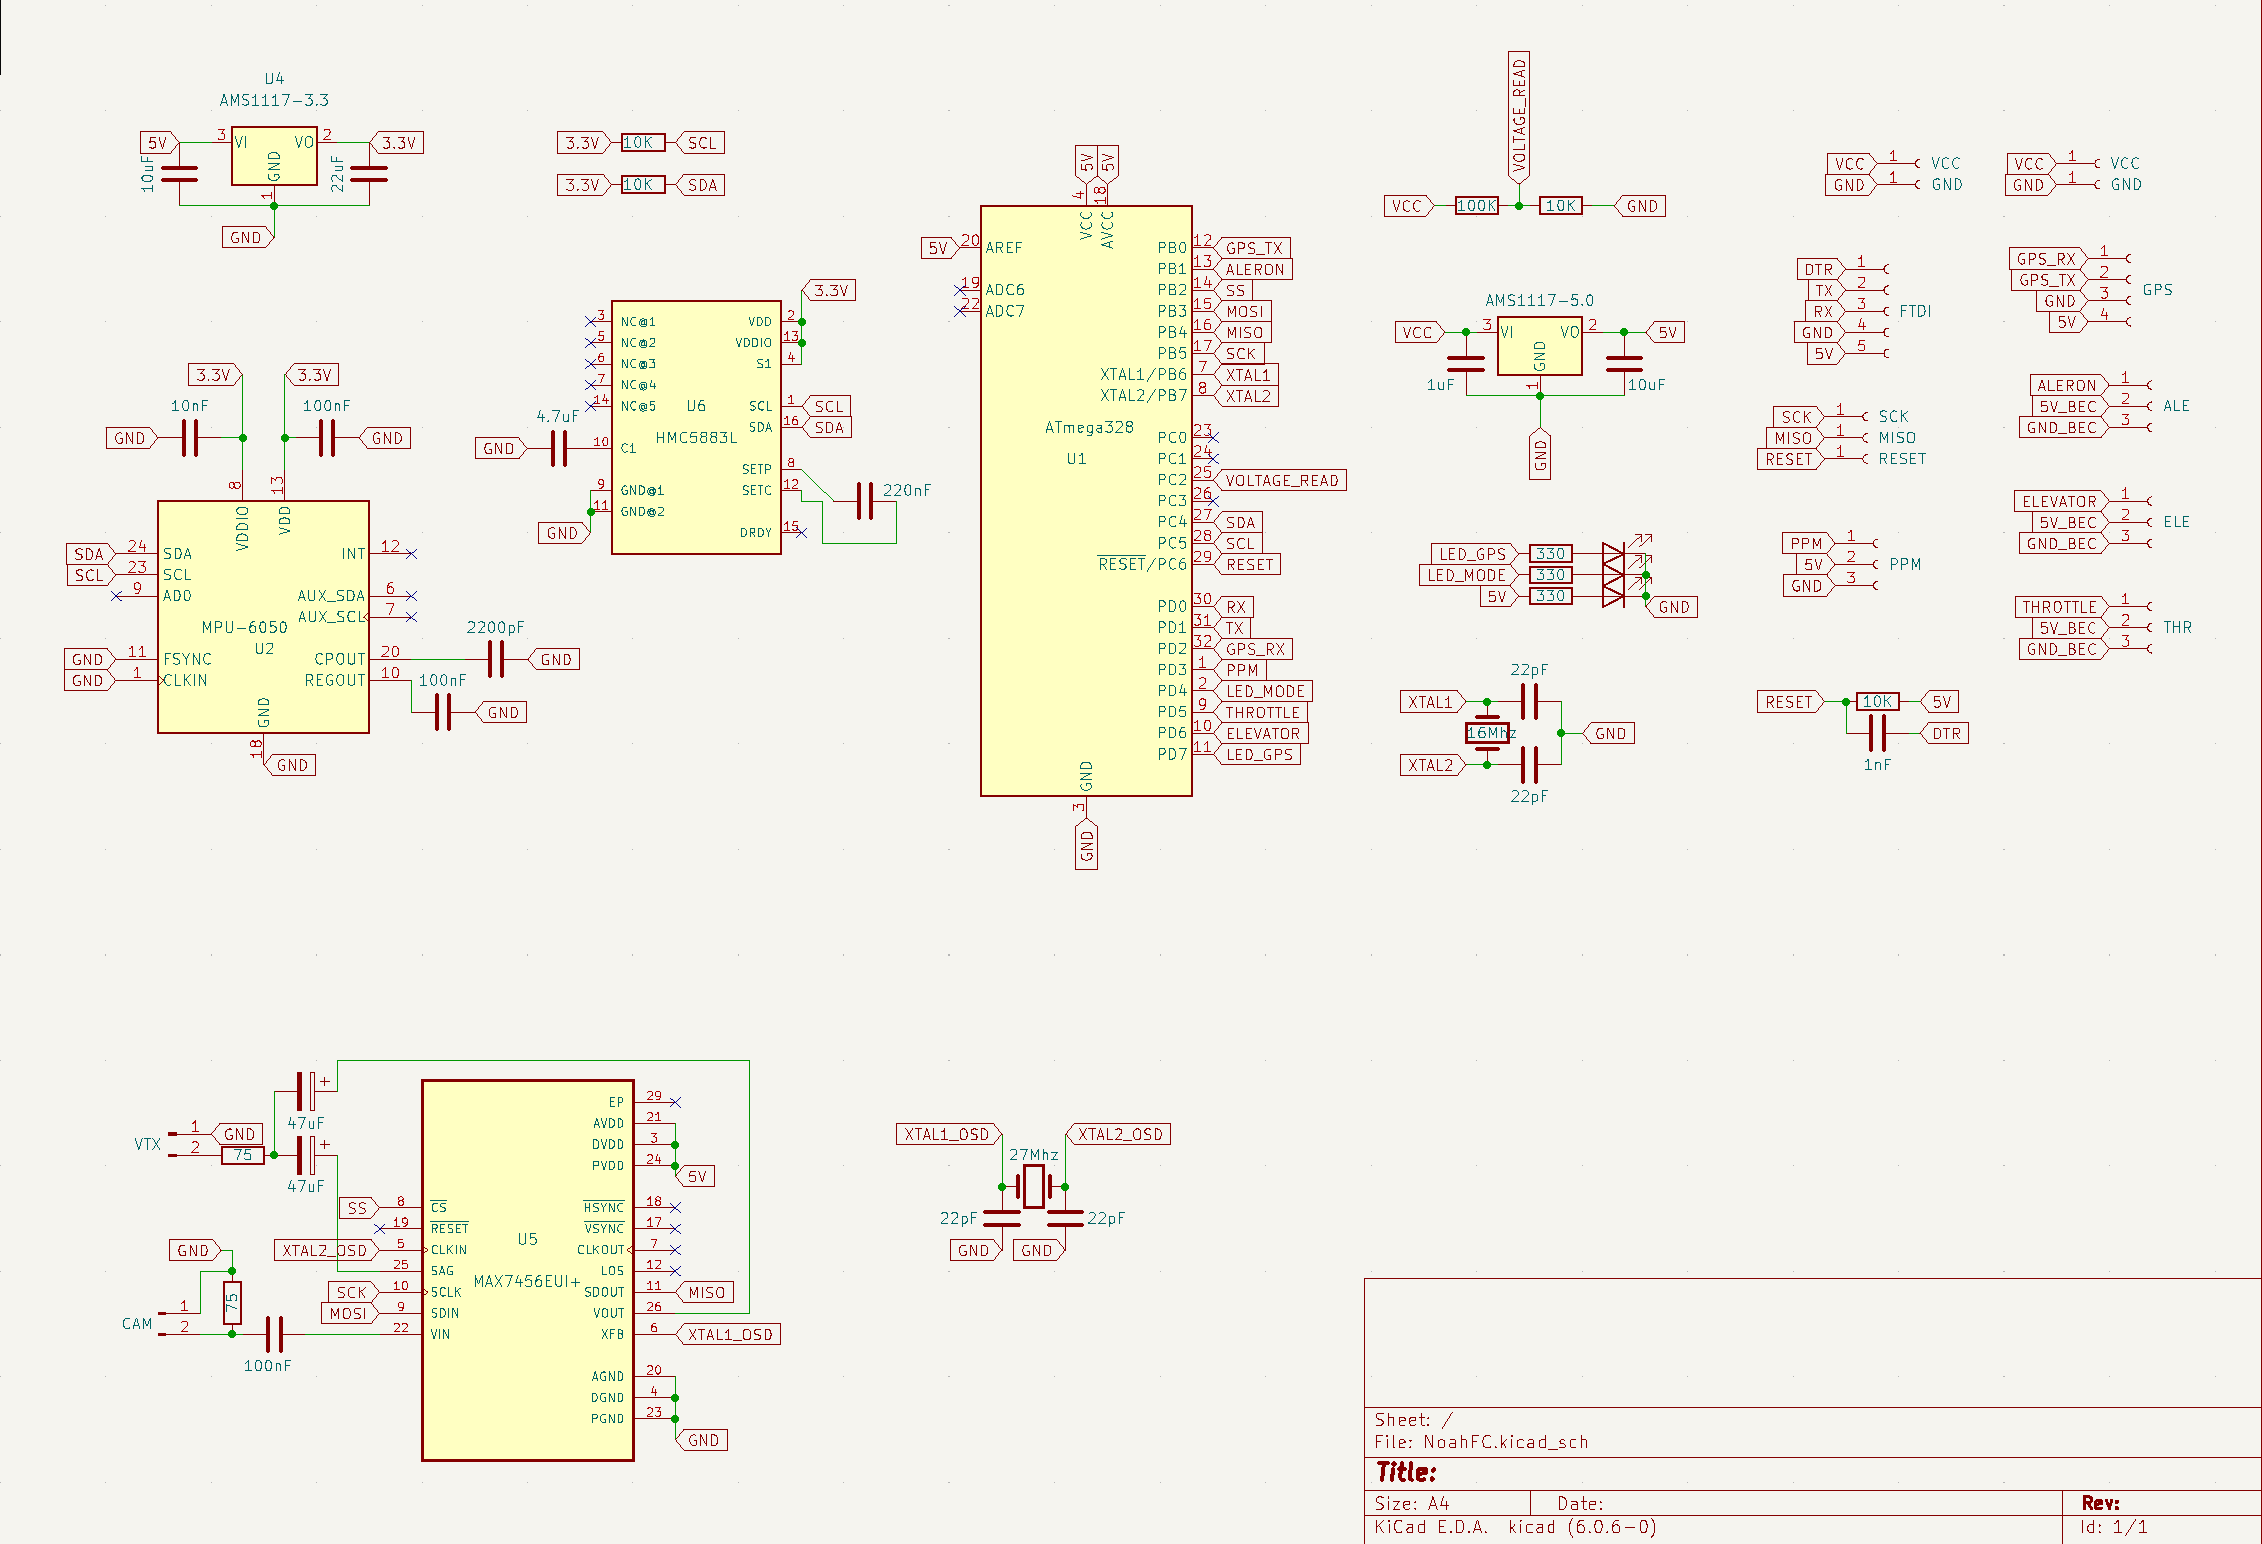 U4
AMS1117-3.3
5V 3 VI VO 2 3.3V
10uF GND 22uF
1
GND
3.3V 10K SCL
3.3V 10K SDA
3.3V 3.3V
10nF 100nF
GND GND
8 13
VDDIO VDD
SDA 24 SDA INT 12
SCL 23 SCL
9 AD0 AUX_SDA 6
AUX_SCL 7
MPU-6050
U2
GND 11 FSYNC CPOUT 20 2200pF GND
GND 1 CLKIN REGOUT 10 100nF GND
GND
18
GND
3.3V
3 NC@1 VDD 2
5 NC@2 VDDIO 13
6 NC@3 S1 4
7 NC@4
14 NC@5 U6 SCL 1 SCL
HMC5883L SDA 16 SDA
4.7uF
GND 10 C1
SETP 8
9 GND@1 SETC 12 220nF
11 GND@2
GND DRDY 15
5V 5V
4 18
VCC AVCC
5V 20 AREF
19 ADC6
22 ADC7
ATmega328
U1
PB0 12 GPS_TX
PB1 13 ALERON
PB2 14 SS
PB3 15 MOSI
PB4 16 MISO
PB5 17 SCK
XTAL1/PB6 7 XTAL1
XTAL2/PB7 8 XTAL2
PC0 23
PC1 24
PC2 25 VOLTAGE_READ
PC3 26
PC4 27 SDA
PC5 28 SCL
RESET/PC6 29 RESET
PD0 30 RX
PD1 31 TX
PD2 32 GPS_RX
PD3 1 PPM
PD4 2 LED_MODE
PD5 9 THROTTLE
PD6 10 ELEVATOR
PD7 11 LED_GPS
GND
3
GND
VOLTAGE_READ
VCC 100K 10K GND
AMS1117-5.0
VCC 3 VI VO 2 5V
1uF GND 10uF
1
GND
LED_GPS 330
LED_MODE 330
5V 330
GND
22pF
XTAL1
16Mhz GND
XTAL2
22pF
VCC 1 VCC
GND 1 GND
VCC 1 VCC
GND 1 GND
DTR 1
TX 2
RX 3 FTDI
GND 4
5V 5
GPS_RX 1
GPS_TX 2
GND 3 GPS
5V 4
SCK 1 SCK
MISO 1 MISO
RESET 1 RESET
ALERON 1
5V_BEC 2 ALE
GND_BEC 3
ELEVATOR 1
5V_BEC 2 ELE
GND_BEC 3
PPM 1
5V 2 PPM
GND 3
THROTTLE 1
5V_BEC 2 THR
GND_BEC 3
RESET 10K 5V
DTR
1nF
47uF
VTX 1 GND
2 75
47uF
SS 8 CS
19 RESET
XTAL2_OSD 5 CLKIN
25 SAG
SCK 10 SCLK
MOSI 9 SDIN
22 VIN
U5
MAX7456EUI+
EP 29
AVDD 21
DVDD 3
PVDD 24
5V
HSYNC 18
VSYNC 17
CLKOUT 7
LOS 12
SDOUT 11 MISO
VOUT 26
XFB 6 XTAL1_OSD
AGND 20
DGND 4
PGND 23
GND
GND
75
CAM 1
2
100nF
XTAL1_OSD XTAL2_OSD
27Mhz
22pF 22pF
GND GND
Sheet: /
File: NoahFC.kicad_sch
Title:
Size: A4 Date: Rev:
KiCad E.D.A. kicad (6.0.6-0) Id: 1/1